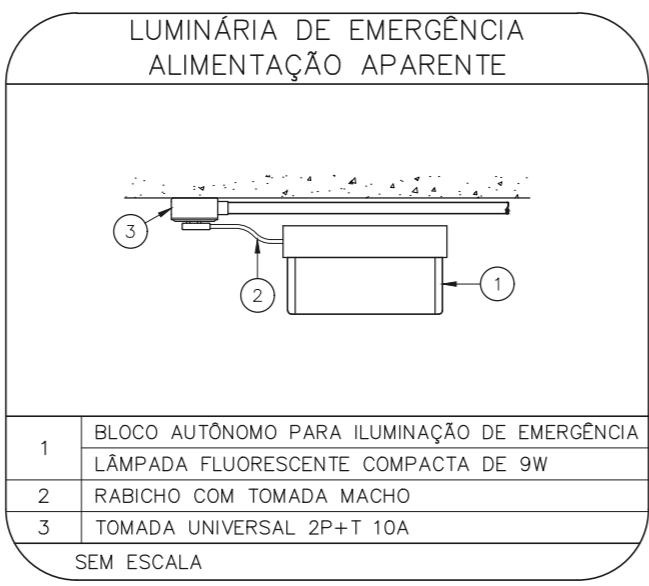 LUMINÁRIA DE EMERGÊNCIA
ALIMENTAÇÃO APARENTE
3
2
1
1 BLOCO AUTÔNOMO PARA ILUMINAÇÃO DE EMERGÊNCIA
LÂMPADA FLUORESCENTE COMPACTA DE 9W
2 RABICHO COM TOMADA MACHO
3 TOMADA UNIVERSAL 2P+T 10A
SEM ESCALA